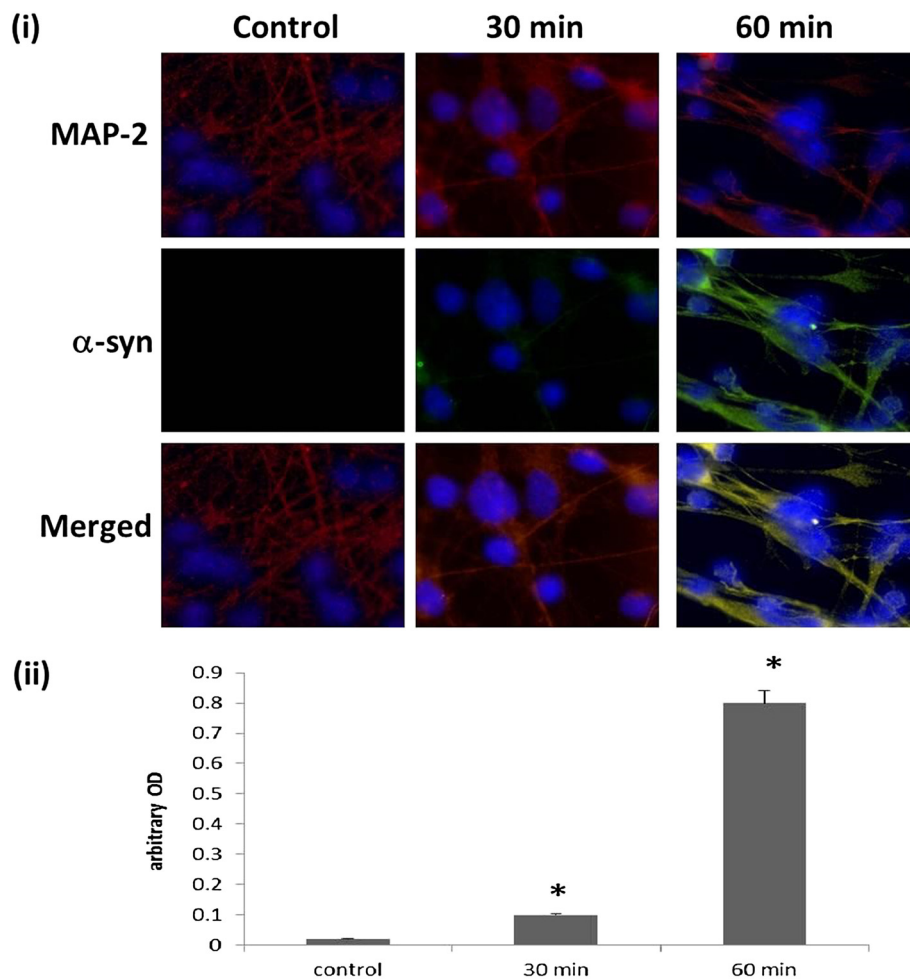 (i) Control 30 min 60 min
MAP-2
α-syn
Merged
(ii)
*
*
0.9
0.8
0.7
0.6
0.5
0.4
0.3
0.2
0.1
0
arbitrary OD
control 30 min 60 min